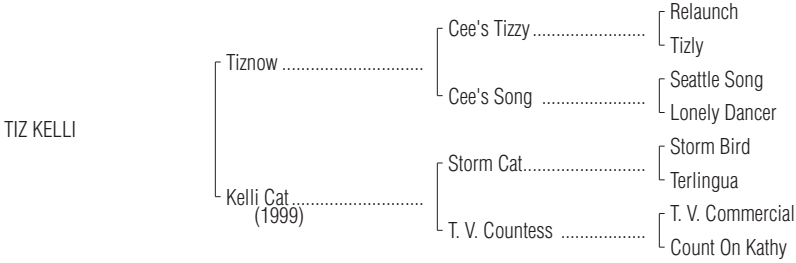 Relaunch
Cee's Tizzy........................
Tizly
Tiznow .............................
Seattle Song
Cee's Song ......................
Lonely Dancer
TIZ KELLI
Storm Bird
Storm Cat..........................
Terlingua
Kelli Cat............................
(1999)
T. V. Commercial
T. V. Countess ..................
Count On Kathy